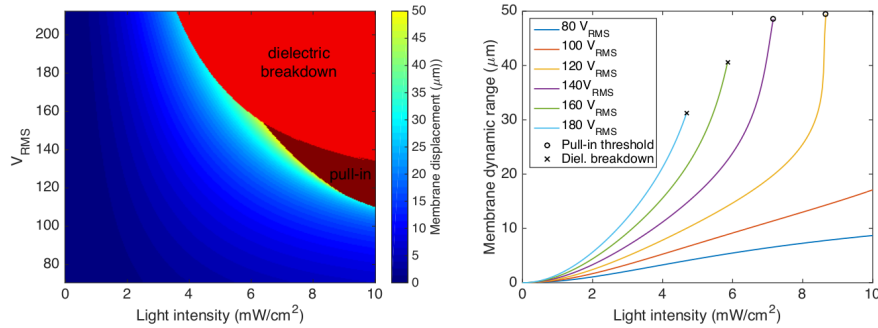 200
180
160
140
120
100
80
V_RMS
dielectric
breakdown
pull-in
0
2
4
6
8
10
Light intensity (mW/cm²)
50
45
40
35
30
25
20
15
10
5
0
Membrane displacement (μm))
50
40
30
20
10
0
Membrane dynamic range (μm)
80 V_RMS
100 V_RMS
120 V_RMS
140V_RMS
160 V_RMS
180 V_RMS
Pull-in threshold
Diel. breakdown
0
2
4
6
8
10
Light intensity (mW/cm²)